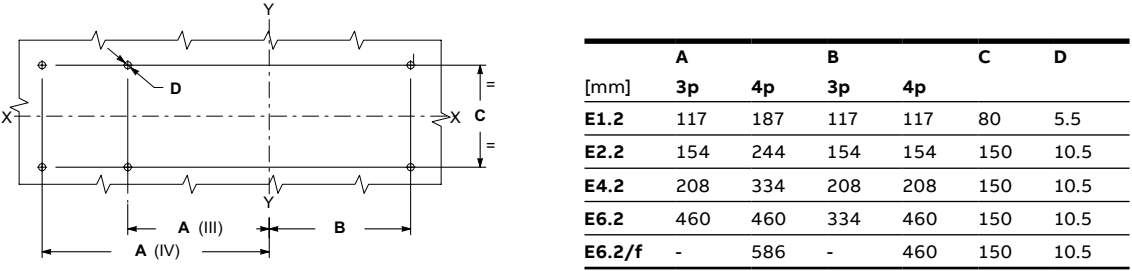 Y
D
=
X
X
C
=
Y
A (III)
B
A (IV)
A B C D
[mm] 3p 4p 3p 4p
E1.2 117 187 117 117 80 5.5
E2.2 154 244 154 154 150 10.5
E4.2 208 334 208 208 150 10.5
E6.2 460 460 334 460 150 10.5
E6.2/f - 586 - 460 150 10.5